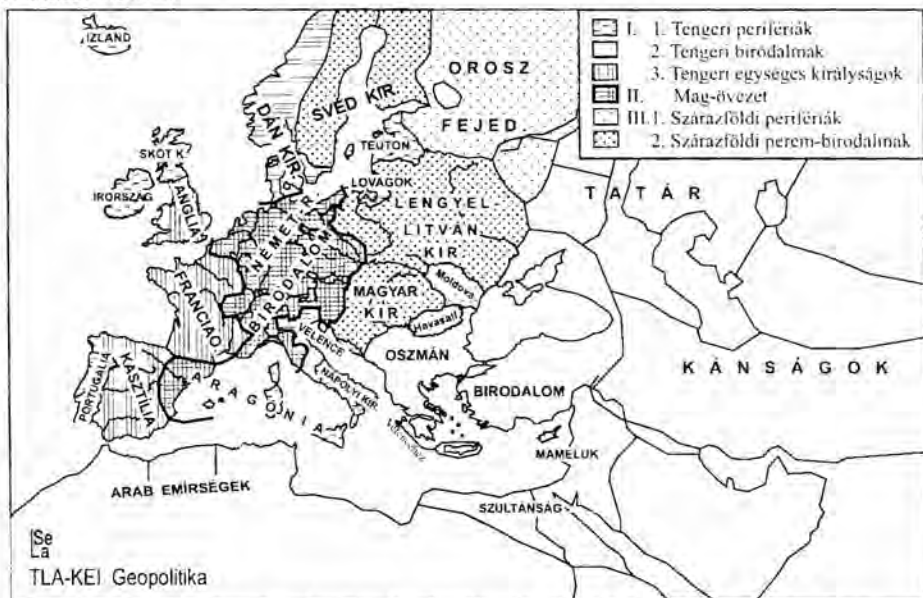 IZLAND
I. 1. Tengeri perifériák
2. Tengeri birodalmak
3. Tengeri egységes királyságok
II. Mag-övezet
III. 1. Szárazföldi perifériák
2. Szárazföldi perem-birodalmak
OROSZ
FEJED
SVÉD KIR
DÁN KIR.
TEUTON
LOVAGOK
SKÓT K
ÍRORSZÁG
ANGLIA
TATÁR
KÁNSÁGOK
LENGYEL-
LITVÁN
KIR
NÉMET
BIRODALOM
FRANCIAO
MAGYAR
KIR
Moldova
Havasalf
VELENCE
OSZMÁN
BIRODALOM
PORTUGÁLIA
KASZTÍLIA
ARAGÓNIA
NÁPOLYI KIR.
MAMELUK
SZULTÁNSÁG
ARAB EMÍRSÉGEK
Se
La
TLA-KEI Geopolitika